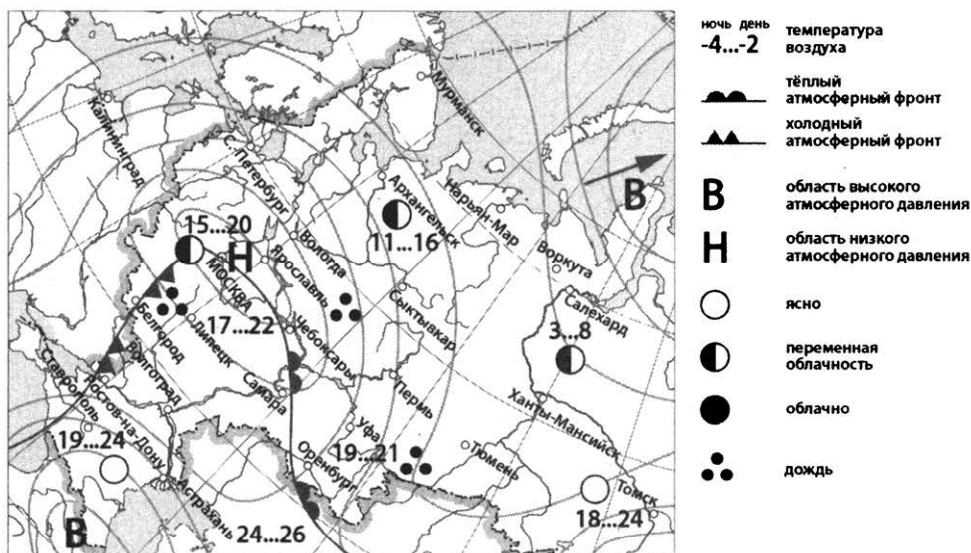 Мурманск
Калининград
С. Петербург
Архангельск
Нарьян-Мар
В
15...20
Н
11...16
Воркута
Вологда
Ярославль
МОСКВА
Сыктывкар
Салехард
Белгород
Липецк
17...22
Чебоксары
3...8
Волгоград
Самара
Пермь
Ханты-Мансийск
Ставрополь
Ростов-на-Дону
Уфа
19...21
Тюмень
19...24
Оренбург
Томск
Астрахань
18...24
В
24...26
ночь день
-4...-2
температура
воздуха
тёплый
атмосферный фронт
холодный
атмосферный фронт
В
область высокого
атмосферного давления
Н
область низкого
атмосферного давления
ясно
переменная
облачность
облачно
дождь